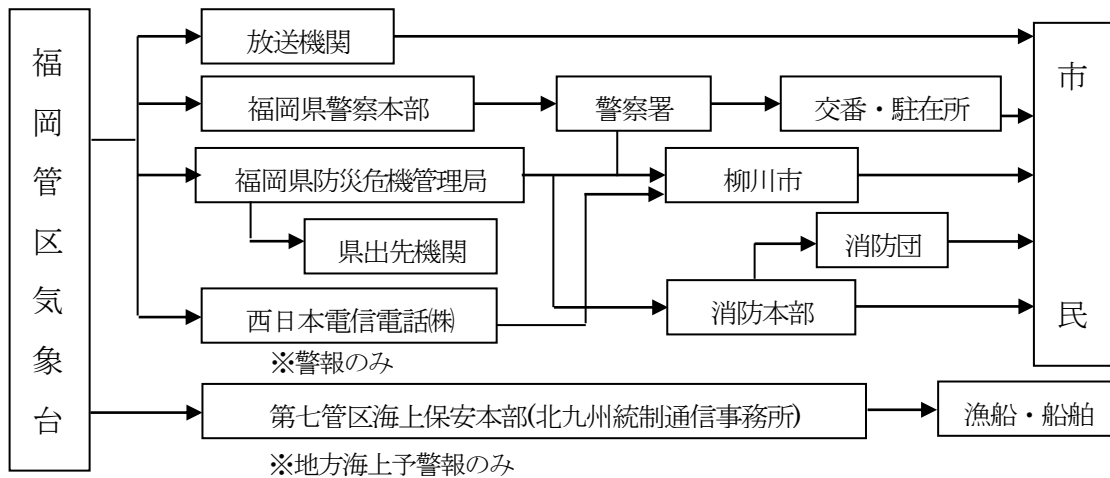 福岡管区気象台
放送機関
市民
福岡県警察本部
警察署
交番・駐在所
福岡県防災危機管理局
柳川市
県出先機関
消防団
西日本電信電話㈱
消防本部
※警報のみ
第七管区海上保安本部(北九州統制通信事務所)
漁船・船舶
※地方海上予警報のみ